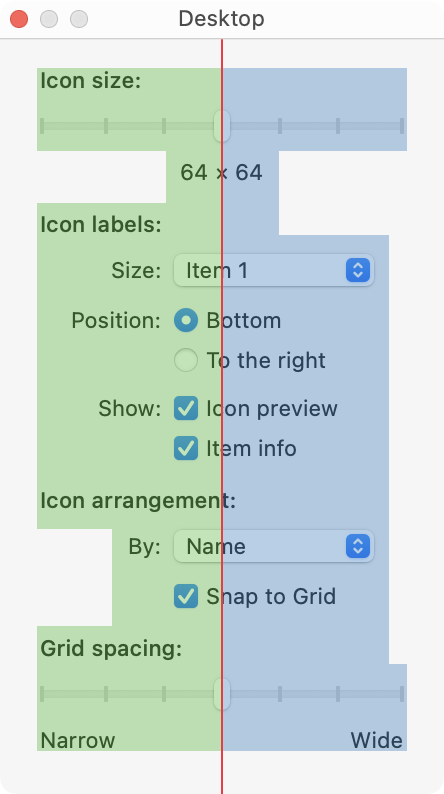 Desktop
Icon size:
64 × 64
Icon labels:
Size: Item 1
Position: Bottom
To the right
Show: Icon preview
Item info
Icon arrangement:
By: Name
Snap to Grid
Grid spacing:
Narrow Wide